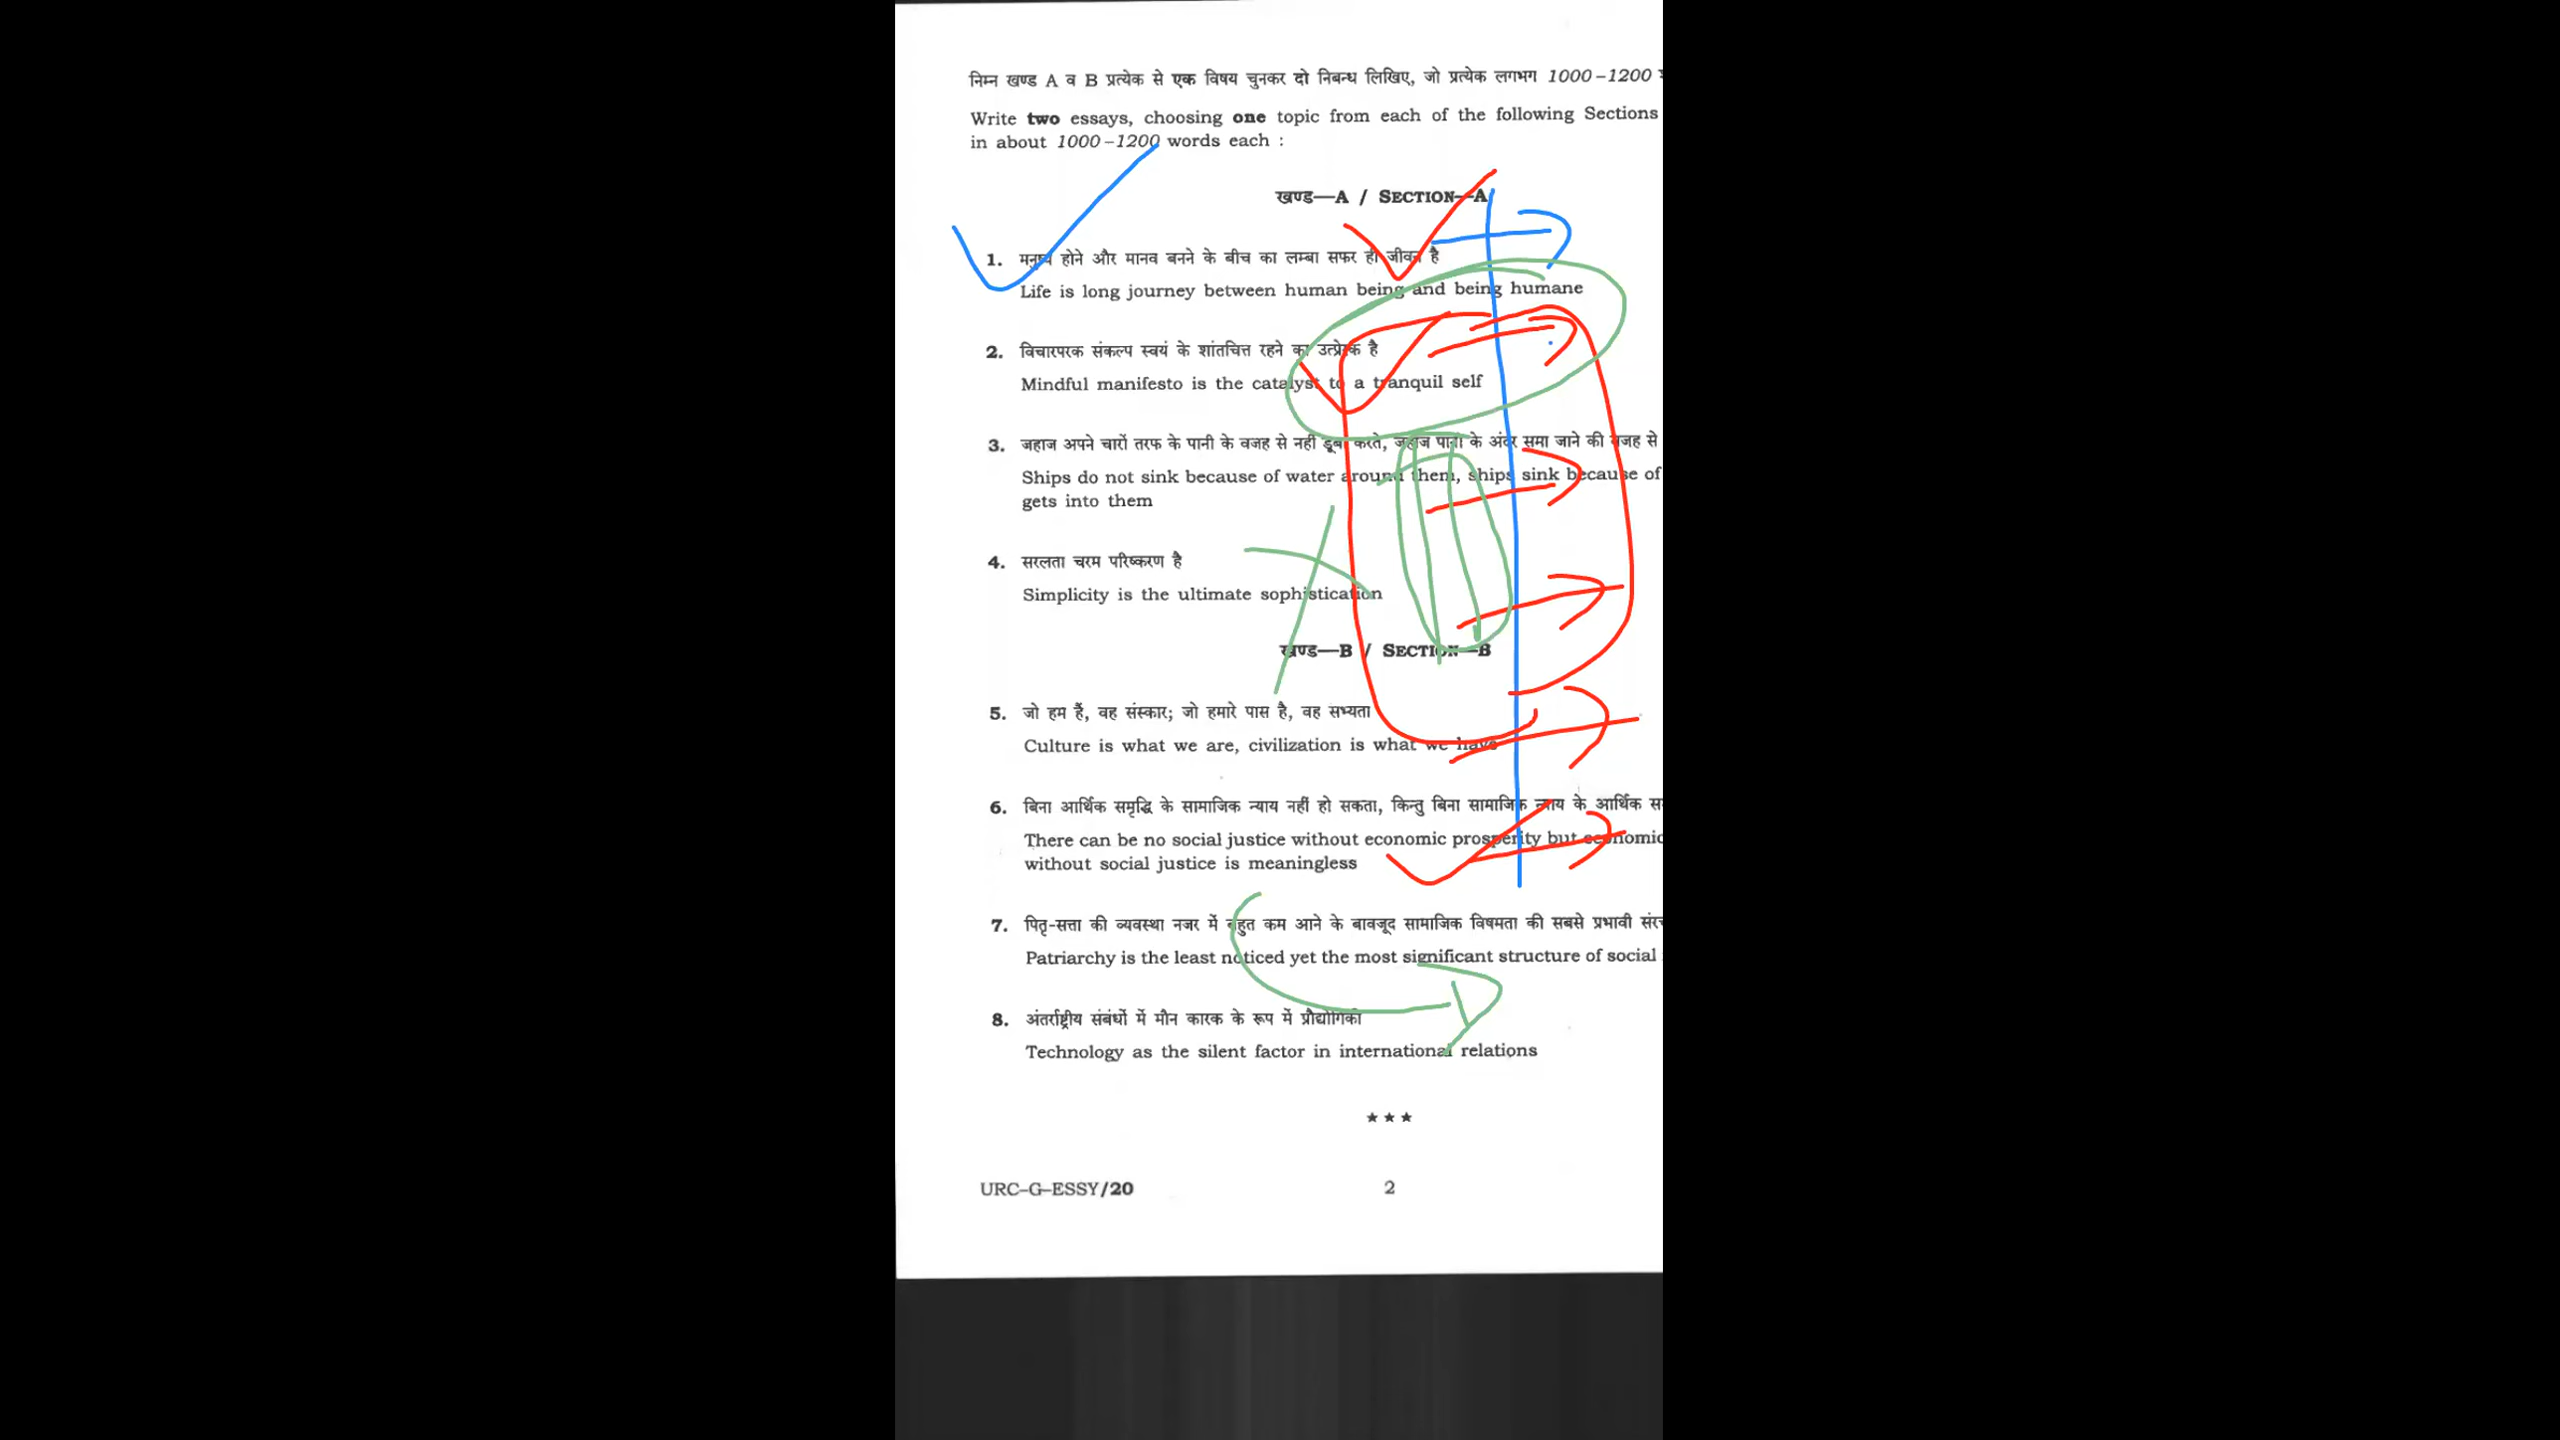 निम्न खण्ड A व B प्रत्येक से एक विषय चुनकर दो निबन्ध लिखिए, जो प्रत्येक लगभग 1000–1200
Write two essays, choosing one topic from each of the following Sections
in about 1000–1200 words each :
खण्ड—A / SECTION—A
1. मनुष्य होने और मानव बनने के बीच का लम्बा सफर ही जीवन है
Life is long journey between human being and being humane
2. विचारपरक संकल्प स्वयं के शांतचित्त रहने का उत्प्रेरक है
Mindful manifesto is the catalyst to a tranquil self
3. जहाज अपने चारों तरफ के पानी के वजह से नहीं डूबा करते, जहाज पानी के अंदर समा जाने की वजह से
Ships do not sink because of water around them, ships sink because of
gets into them
4. सरलता चरम परिष्करण है
Simplicity is the ultimate sophistication
खण्ड—B / SECTION—B
5. जो हम हैं, वह संस्कार; जो हमारे पास है, वह सभ्यता
Culture is what we are, civilization is what we have
6. बिना आर्थिक समृद्धि के सामाजिक न्याय नहीं हो सकता, किन्तु बिना सामाजिक न्याय के आर्थिक
There can be no social justice without economic prosperity but economic
without social justice is meaningless
7. पितृ-सत्ता की व्यवस्था नजर में बहुत कम आने के बावजूद सामाजिक विषमता की सबसे प्रभावी
Patriarchy is the least noticed yet the most significant structure of social
8. अंतर्राष्ट्रीय संबंधों में मौन कारक के रूप में प्रौद्योगिकी
Technology as the silent factor in international relations
★ ★ ★
URC–G–ESSY/20
2